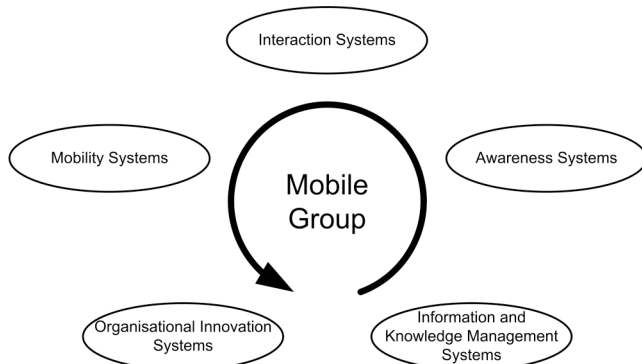 Interaction Systems
Mobility Systems
Awareness Systems
Mobile
Group
Organisational Innovation
Systems
Information and
Knowledge Management
Systems